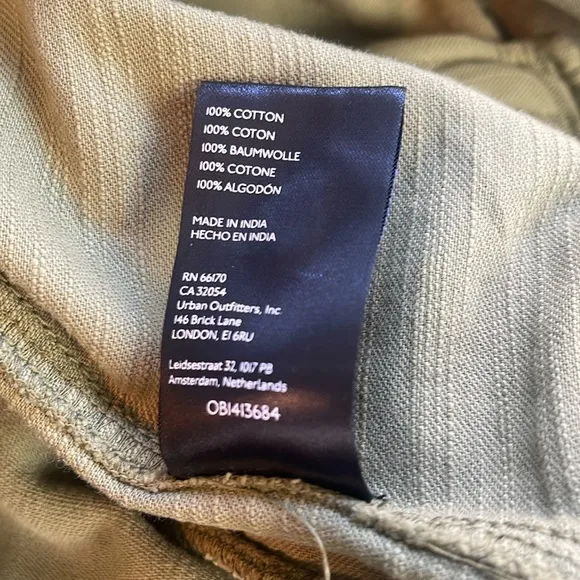 100% COTTON
100% COTON
100% BAUMWOLLE
100% COTONE
100% ALGODÓN
MADE IN INDIA
HECHO EN INDIA
RN 66170
CA 32054
Urban Outfitters, Inc.
146 Brick Lane
LONDON, E1 6RU
Leidsestraat 32, 1017 PB
Amsterdam, Netherlands
OB1413684